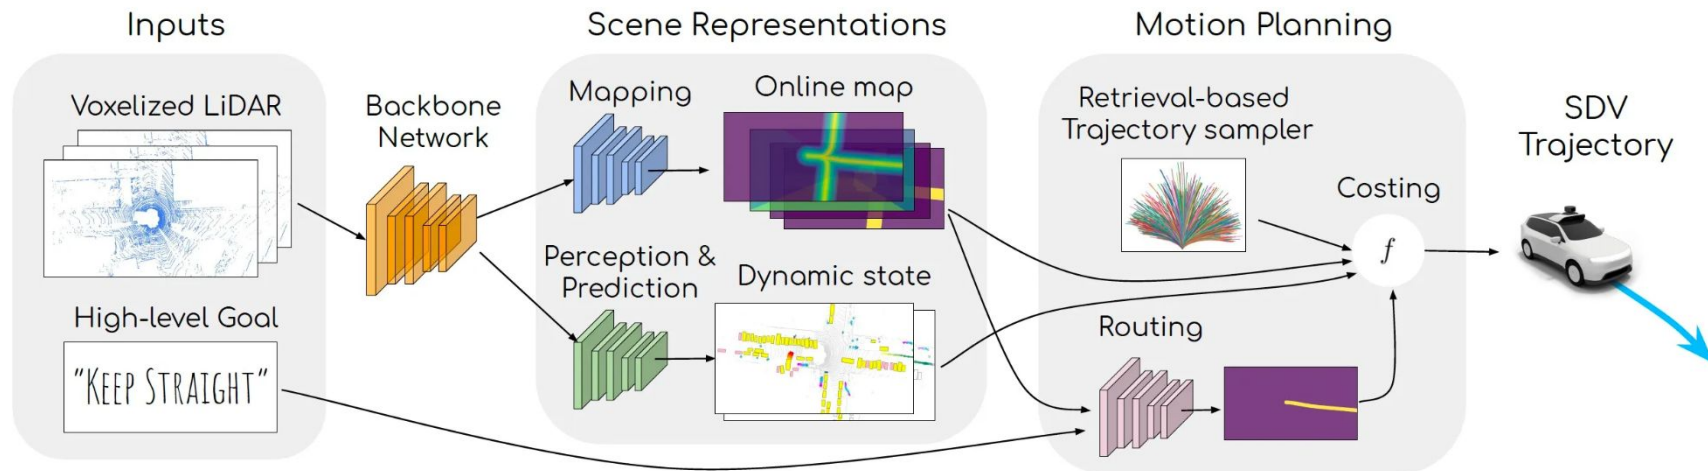 Inputs
Scene Representations
Motion Planning
Voxelized LiDAR
Backbone
Network
Mapping
Online map
Retrieval-based
Trajectory sampler
SDV
Trajectory
Costing
f
Perception &
Prediction
Dynamic state
High-level Goal
"KEEP STRAIGHT"
Routing